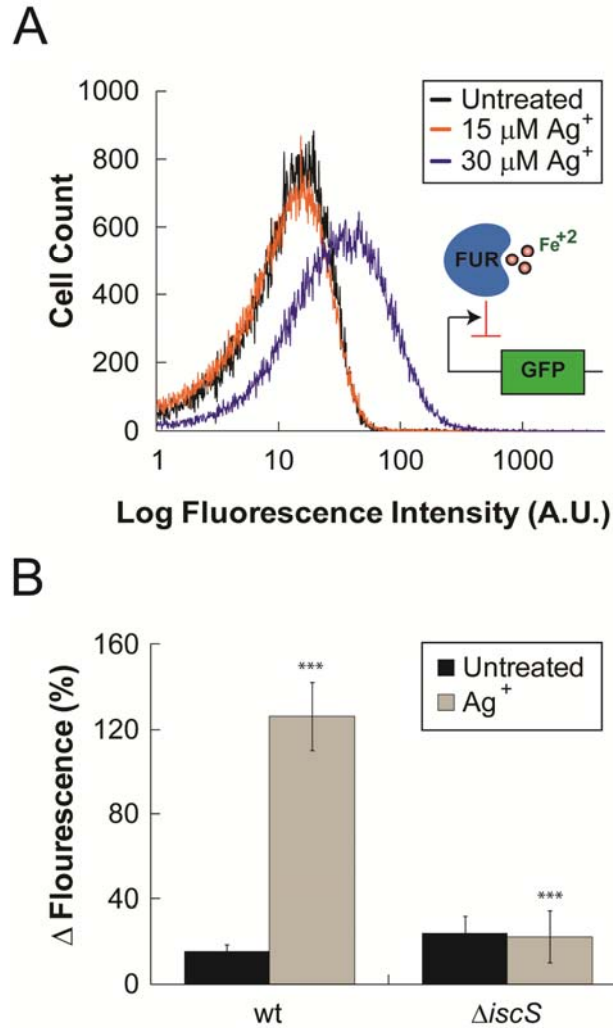 A
1000
800
600
400
200
0
Cell Count
Untreated
15 μM Ag⁺
30 μM Ag⁺
FUR
Fe⁺²
GFP
1 10 100 1000
Log Fluorescence Intensity (A.U.)
B
160
120
80
40
0
Δ Flourescence (%)
Untreated
Ag⁺
***
***
wt ΔiscS